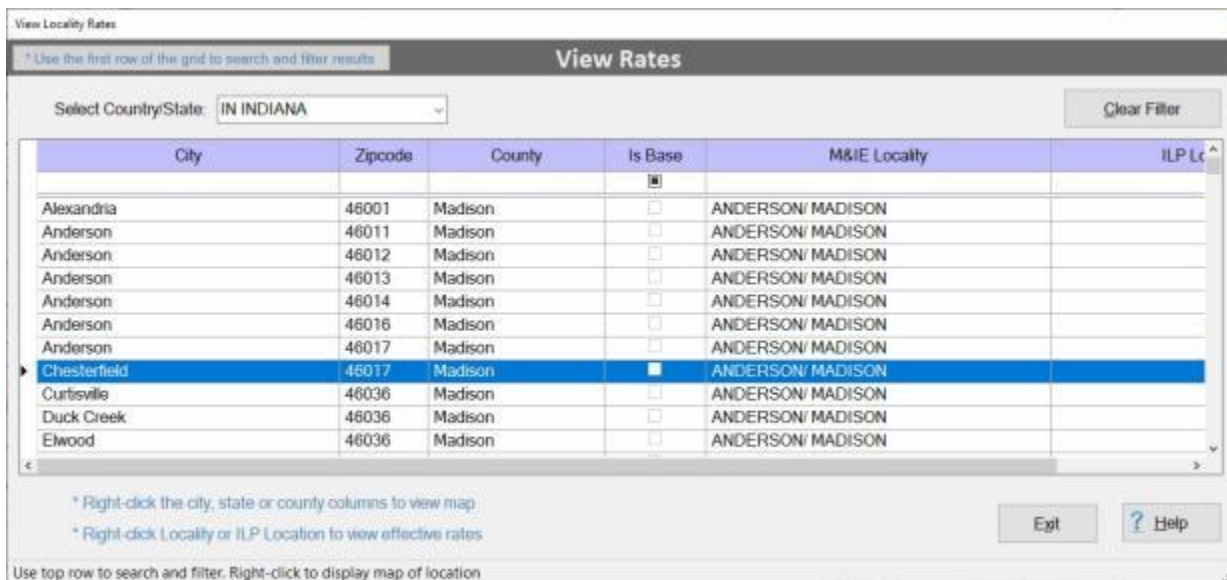 View Locality Rates
* Use the first row of the grid to search and filter results
View Rates
Select Country/State: IN INDIANA
Clear Filter
City Zipcode County Is Base M&IE Locality ILP Lo
Alexandria 46001 Madison ANDERSON/ MADISON
Anderson 46011 Madison ANDERSON/ MADISON
Anderson 46012 Madison ANDERSON/ MADISON
Anderson 46013 Madison ANDERSON/ MADISON
Anderson 46014 Madison ANDERSON/ MADISON
Anderson 46016 Madison ANDERSON/ MADISON
Anderson 46017 Madison ANDERSON/ MADISON
Chesterfield 46017 Madison ANDERSON/ MADISON
Curtisville 46036 Madison ANDERSON/ MADISON
Duck Creek 46036 Madison ANDERSON/ MADISON
Elwood 46036 Madison ANDERSON/ MADISON
* Right-click the city, state or county columns to view map
* Right-click Locality or ILP Location to view effective rates
Exit ? Help
Use top row to search and filter. Right-click to display map of location